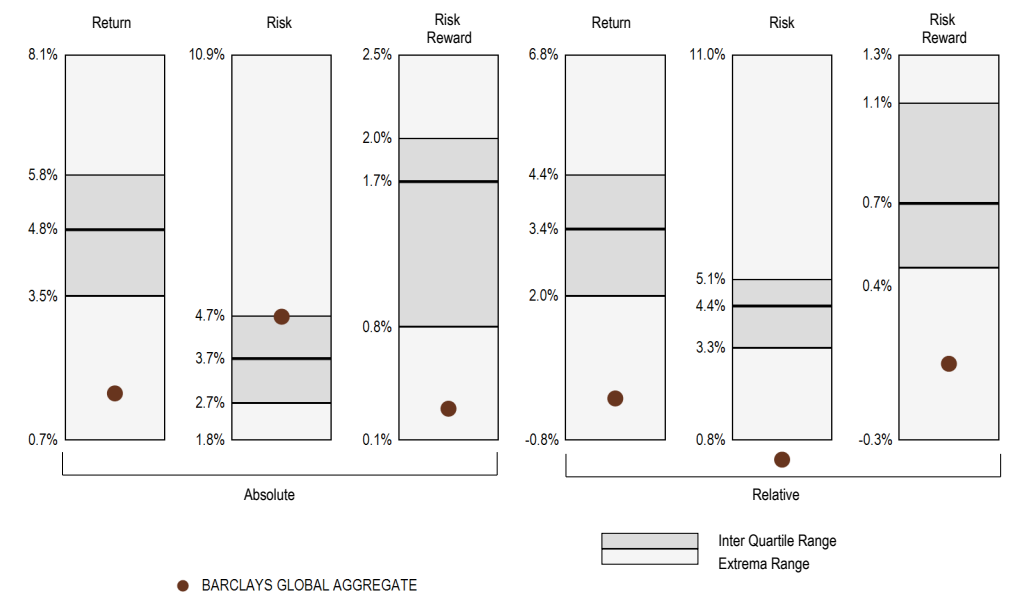 Return
Risk
Risk
Reward
Return
Risk
Risk
Reward
8.1%
5.8%
4.8%
3.5%
0.7%
10.9%
4.7%
3.7%
2.7%
1.8%
2.5%
2.0%
1.7%
0.8%
0.1%
6.8%
4.4%
3.4%
2.0%
-0.8%
11.0%
5.1%
4.4%
3.3%
0.8%
1.3%
1.1%
0.7%
0.4%
-0.3%
Absolute
Relative
Inter Quartile Range
Extrema Range
BARCLAYS GLOBAL AGGREGATE